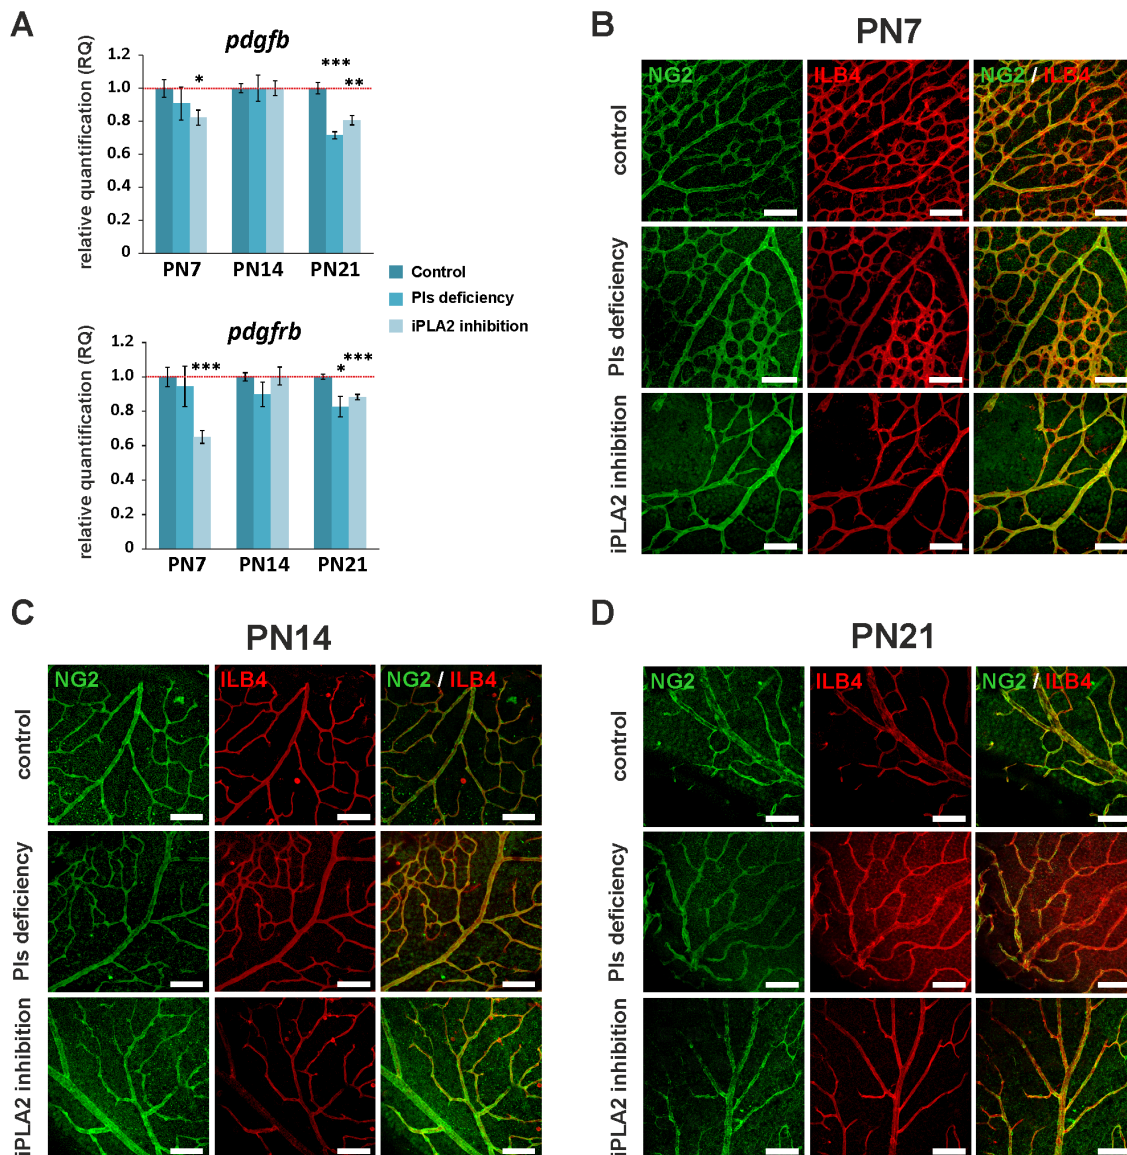 A
pdgfb
relative quantification (RQ)
1.2
1.0
0.8
0.6
0.4
0.2
0
*
***
**
PN7
PN14
PN21
Control
Pls deficiency
iPLA2 inhibition
pdgfrb
relative quantification (RQ)
1.2
1.0
0.8
0.6
0.4
0.2
0
***
***
*
PN7
PN14
PN21
B
PN7
NG2
ILB4
NG2 / ILB4
control
Pls deficiency
iPLA2 inhibition
C
PN14
NG2
ILB4
NG2 / ILB4
control
Pls deficiency
iPLA2 inhibition
D
PN21
NG2
ILB4
NG2 / ILB4
control
Pls deficiency
iPLA2 inhibition